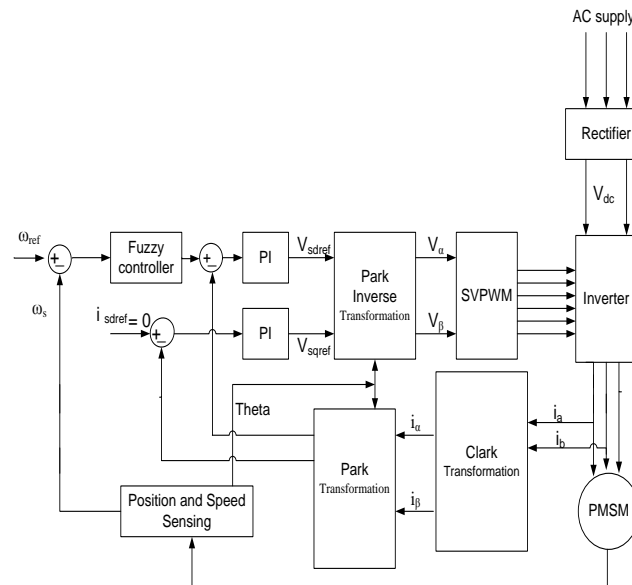 AC supply
Rectifier
V_dc
ω_ref
+
−
Fuzzy
controller
+
−
PI
V_sdref
Park
Inverse
Transformation
V_α
SVPWM
Inverter
ω_s
i_sdref = 0
+
−
PI
V_sqref
V_β
Theta
i_α
i_a
i_b
Clark
Transformation
Park
Transformation
i_β
Position and Speed
Sensing
PMSM